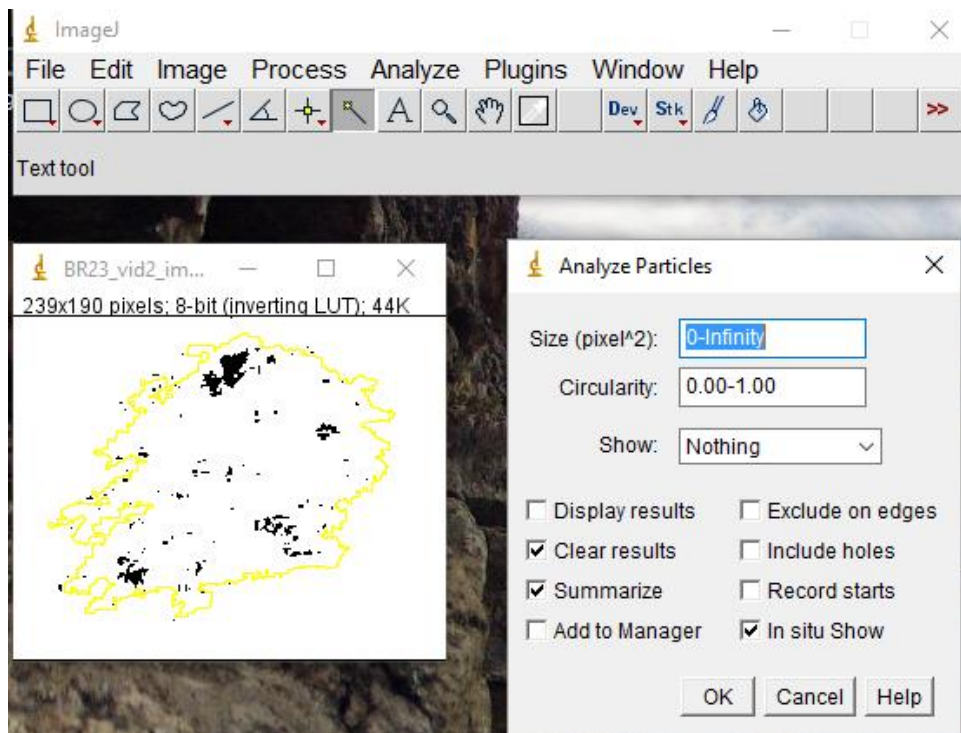 ImageJ
File Edit Image Process Analyze Plugins Window Help
A Dev Stk >>
Text tool
BR23_vid2_im...
239x190 pixels; 8-bit (inverting LUT); 44K
Analyze Particles
Size (pixel^2): 0-Infinity
Circularity: 0.00-1.00
Show: Nothing
Display results Exclude on edges
Clear results Include holes
Summarize Record starts
Add to Manager In situ Show
OK Cancel Help